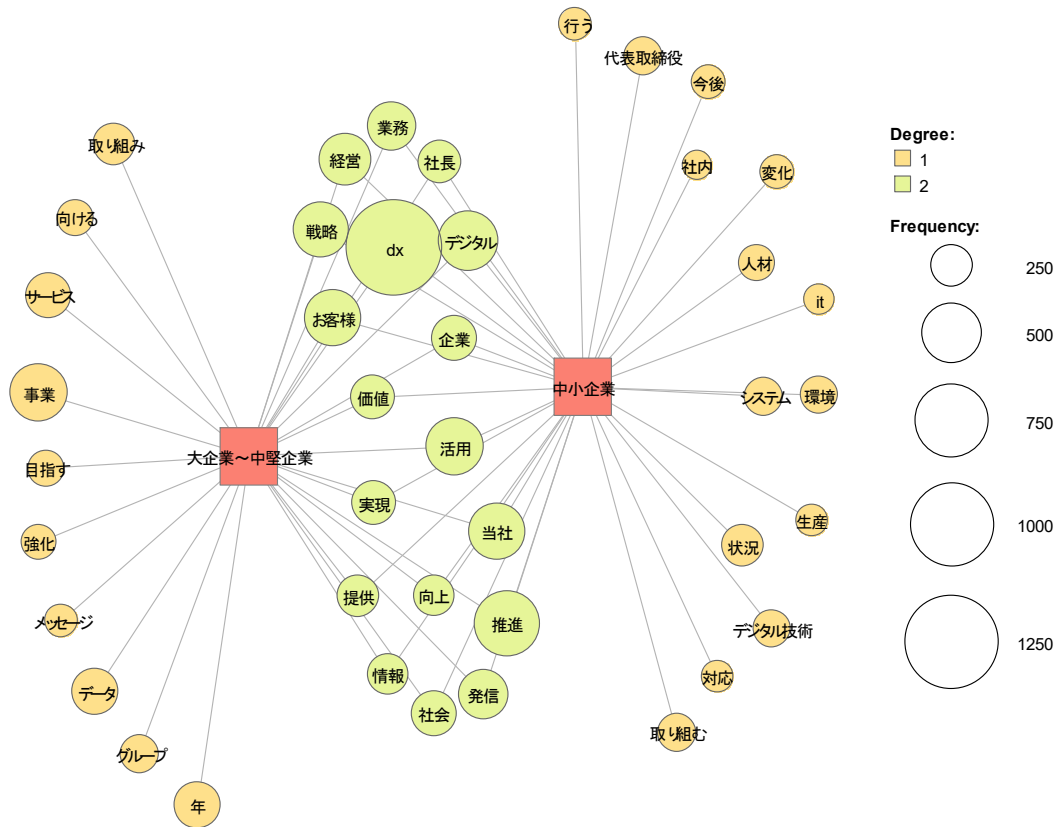 行う
代表取締役
今後
業務
取り組み
経営
社長
社内
変化
向ける
戦略
dx
デジタル
人材
サービス
it
お客様
企業
事業
中小企業
価値
システム
環境
活用
大企業～中堅企業
目指す
実現
生産
強化
当社
状況
提供
向上
メッセージ
推進
デジタル技術
情報
対応
データ
発信
社会
取り組む
グループ
年
Degree:
1
2
Frequency:
250
500
750
1000
1250